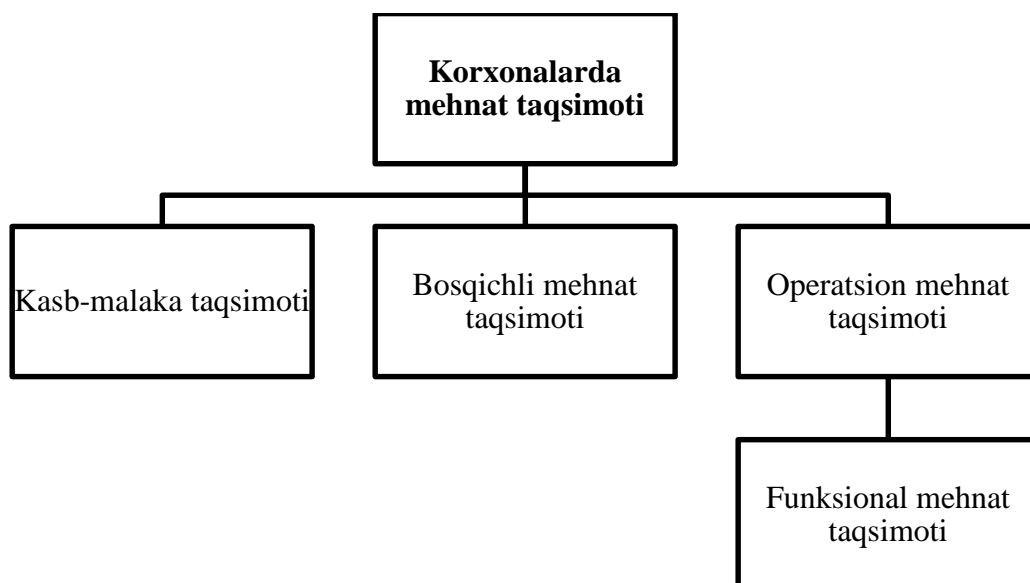 Korxonalarda
mehnat taqsimoti
Kasb-malaka taqsimoti
Bosqichli mehnat
taqsimoti
Operatsion mehnat
taqsimoti
Funksional mehnat
taqsimoti